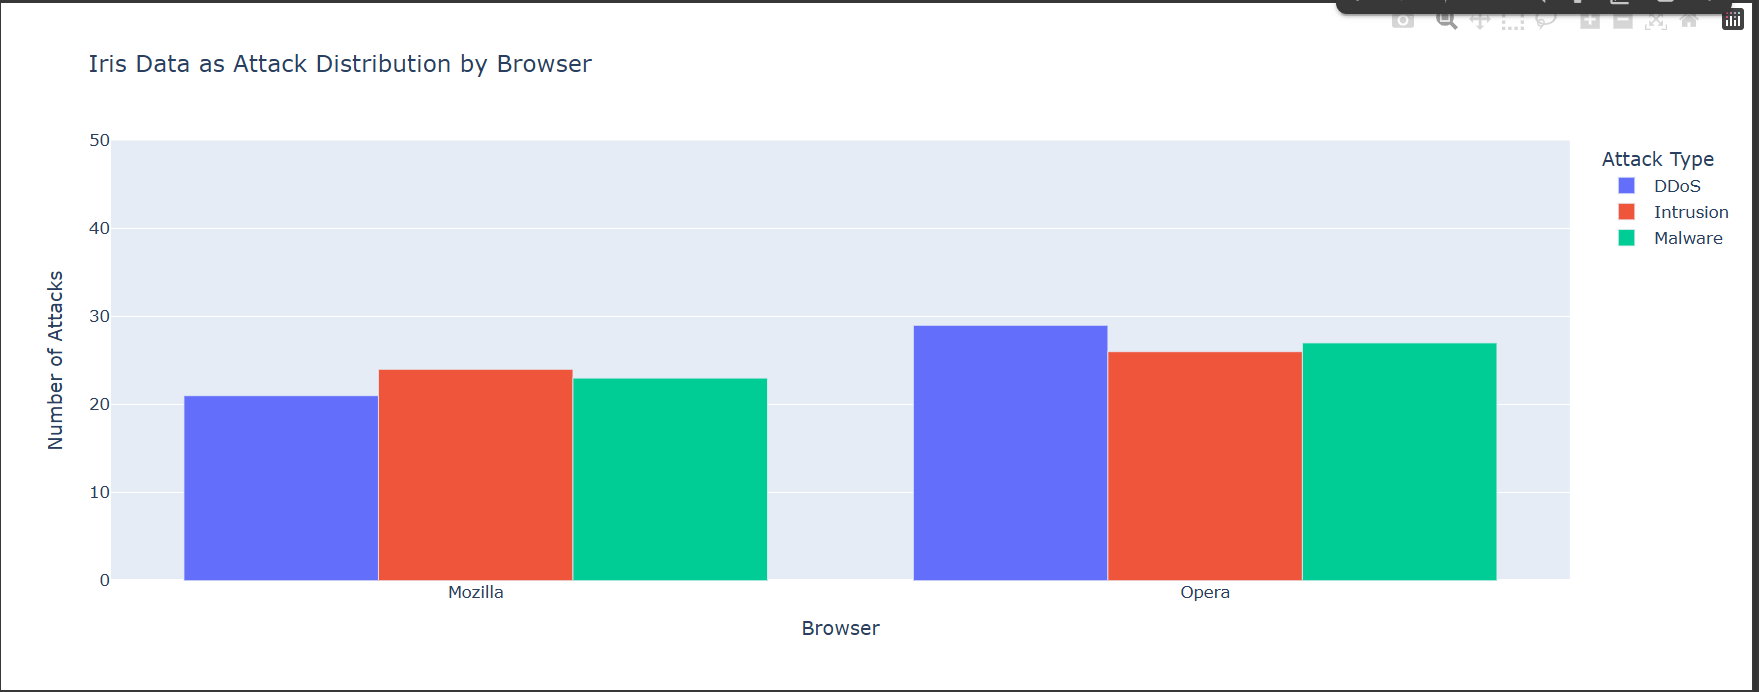 Iris Data as Attack Distribution by Browser
50
40
30
20
10
0
Number of Attacks
Mozilla
Opera
Browser
Attack Type
DDoS
Intrusion
Malware